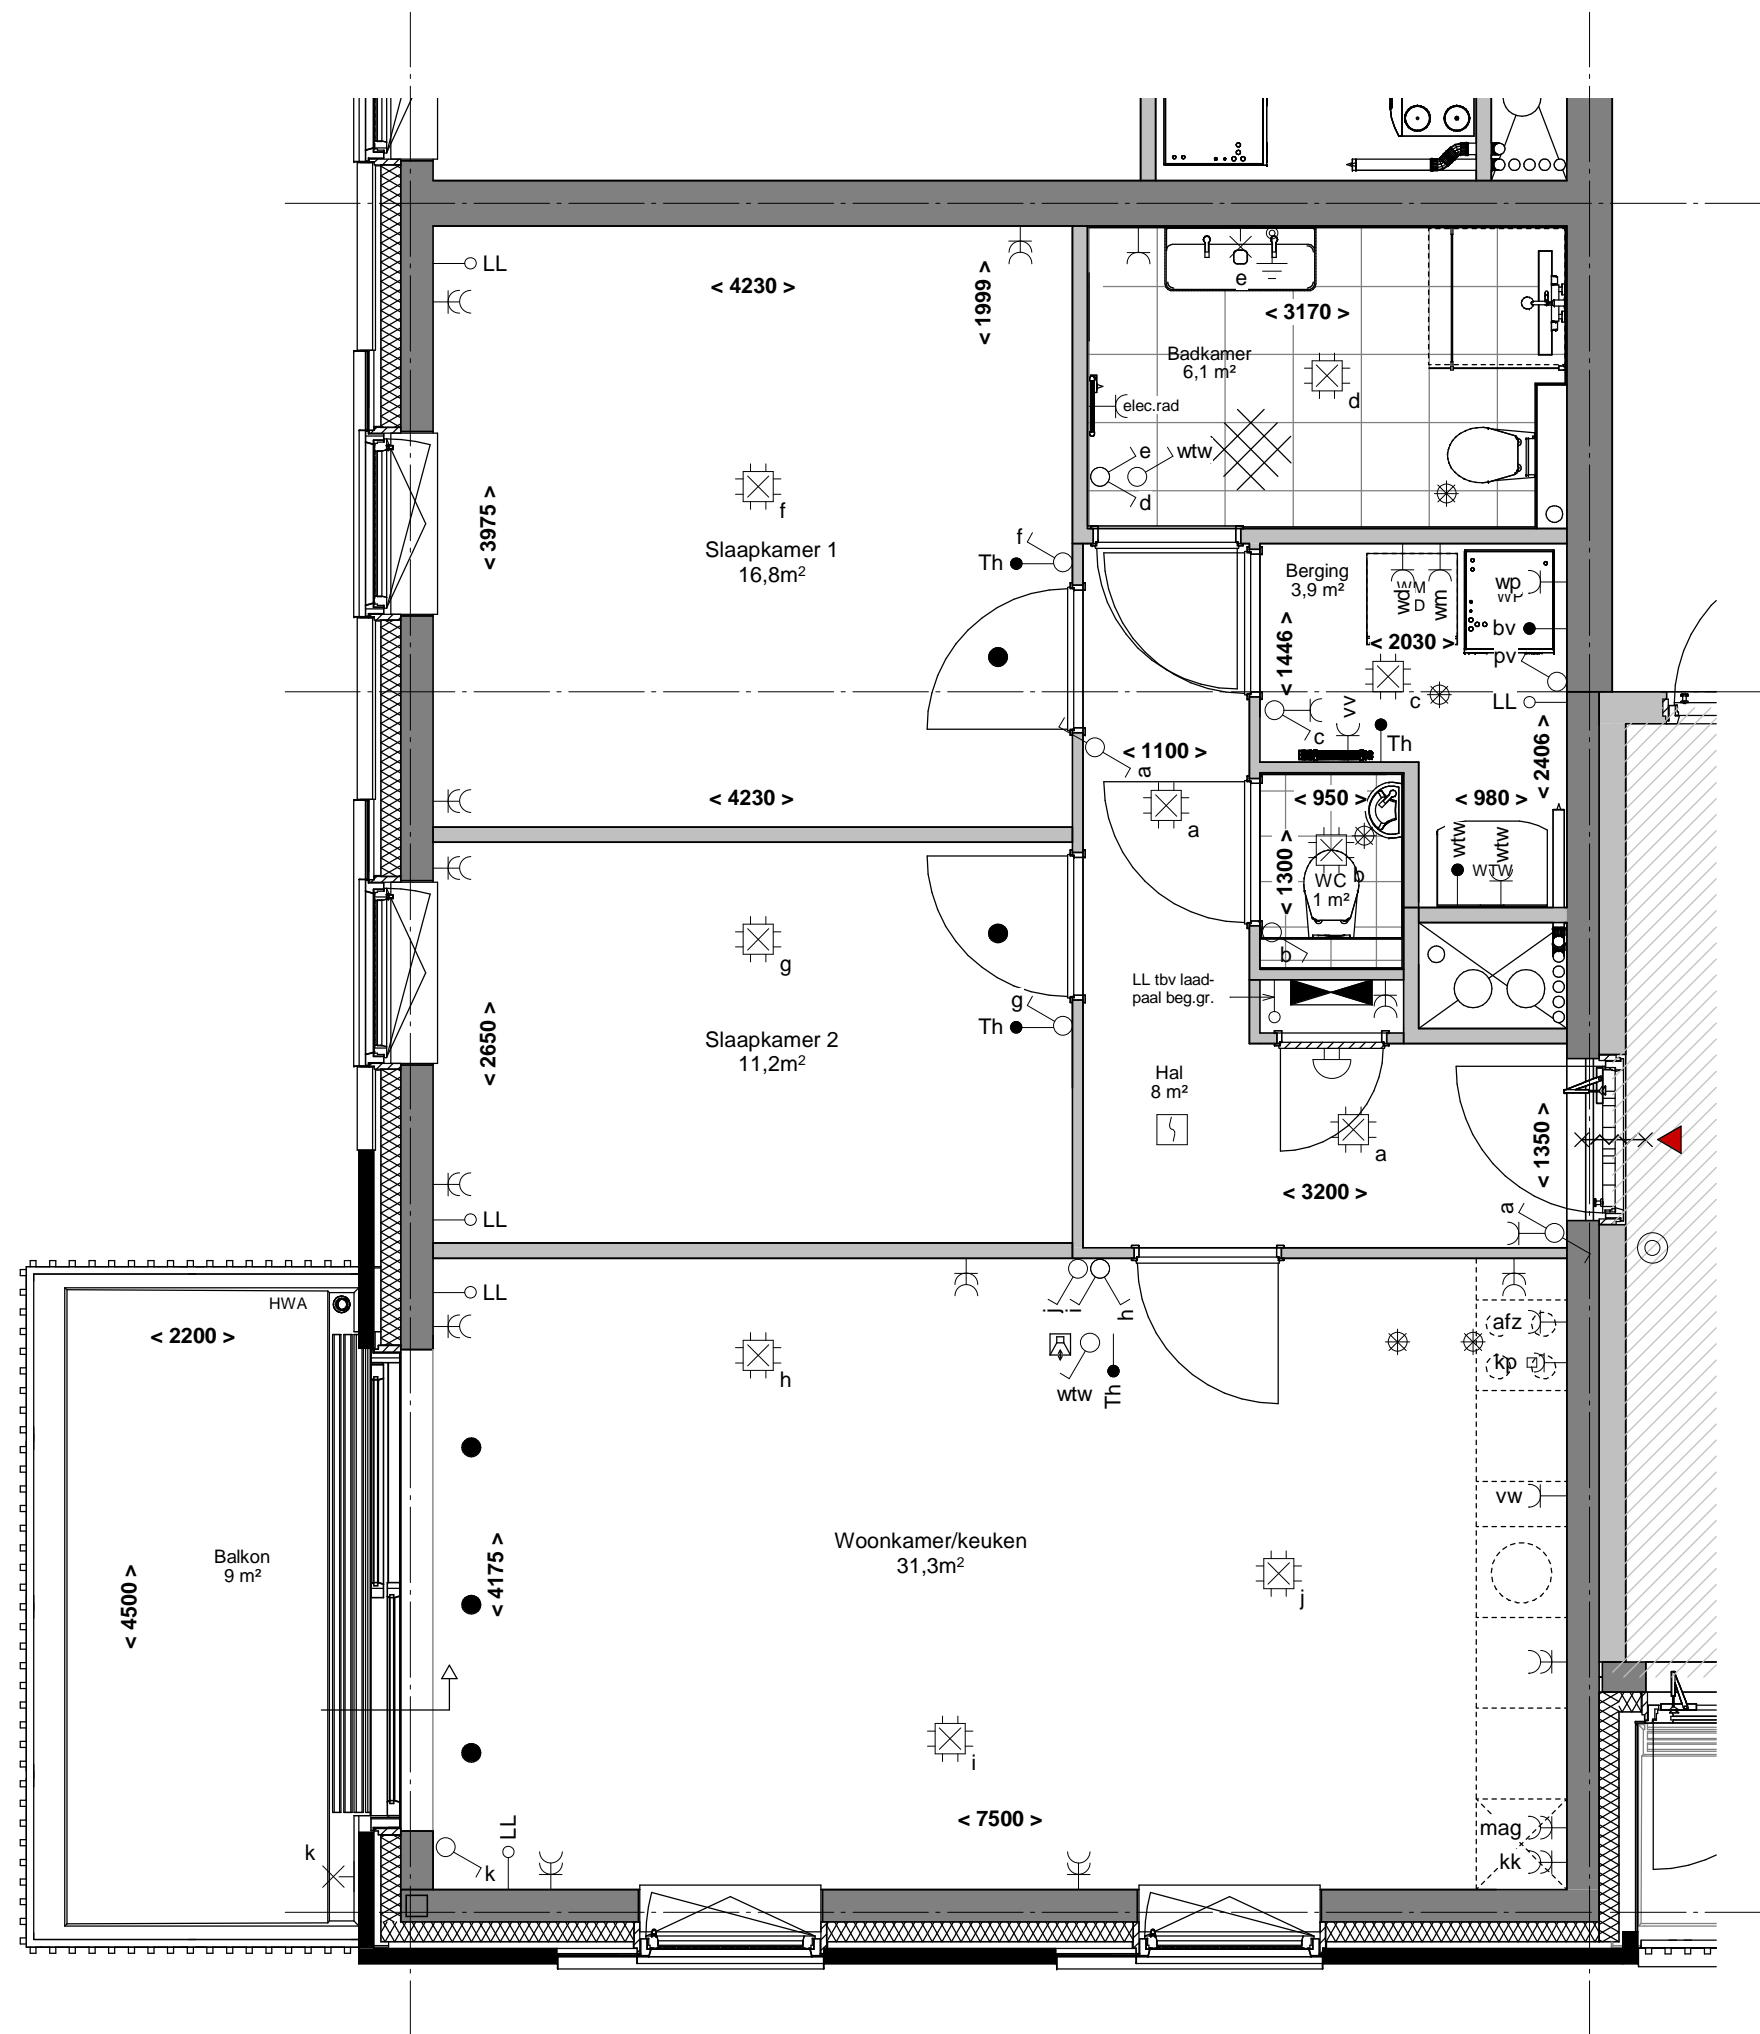 LL
< 4230 >
< 1999 >
e
< 3170 >
Badkamer
6,1 m²
d
elec.rad
e
wtw
d
f
< 3975 >
Slaapkamer 1
16,8m²
f
Th
Berging
3,9 m²
wd
WM
D
wm
wp
WP
bv
< 2030 >
pv
< 1446 >
c
LL
vv
c
Th
< 2406 >
< 1100 >
a
< 4230 >
a
< 950 >
< 980 >
< 1300 >
WC
1 m²
b
wtw
wtw
WTW
b
g
LL tbv laad-
paal beg.gr.
g
Th
< 2650 >
Slaapkamer 2
11,2m²
Hal
8 m²
a
< 1350 >
< 3200 >
a
LL
HWA
LL
< 2200 >
j
i
h
afz
kp
h
wtw
Th
vw
Woonkamer/keuken
31,3m²
< 4175 >
Balkon
9 m²
< 4500 >
j
i
< 7500 >
mag
kk
k
k
LL